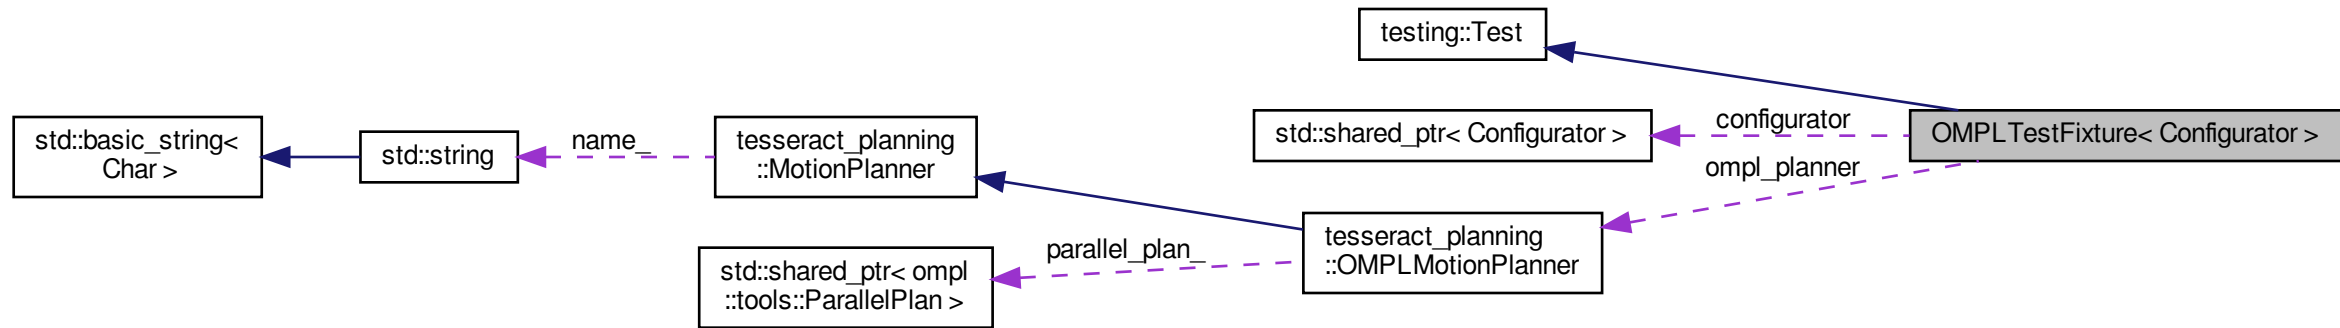 testing::Test
std::basic_string<
Char >
std::string
name_
tesseract_planning
::MotionPlanner
std::shared_ptr< Configurator >
configurator
OMPLTestFixture< Configurator >
ompl_planner
tesseract_planning
::OMPLMotionPlanner
parallel_plan_
std::shared_ptr< ompl
::tools::ParallelPlan >